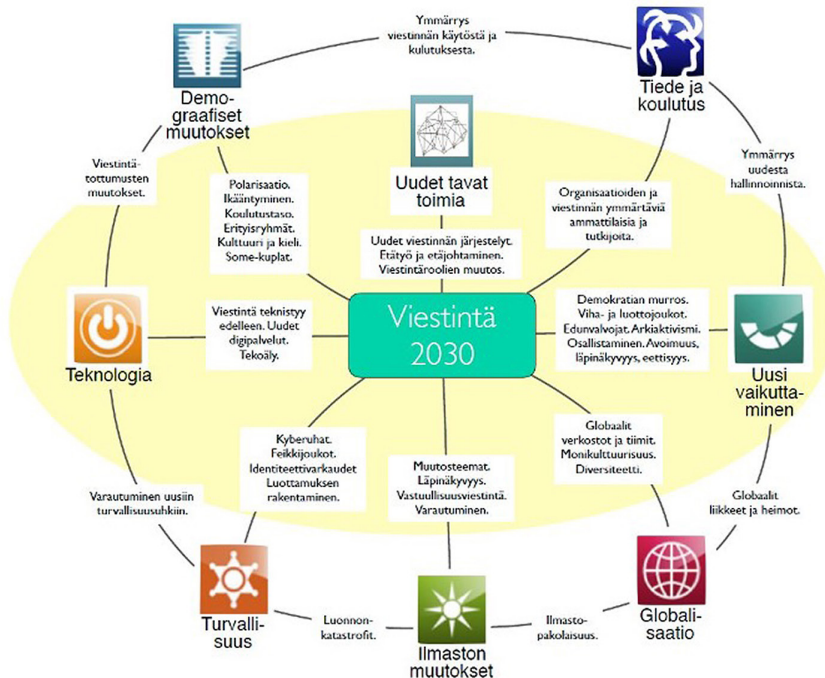 Ymmärrys
viestinnän käytöstä ja
kulutuksesta.
Demo-
graafiset
muutokset
Tiede ja
koulutus
Viestintä-
tottumusten
muutokset.
Polarisaatio.
Ikääntyminen.
Koulutustaso.
Erityisryhmät.
Kulttuuri ja kieli.
Some-kuplat.
Uudet tavat
toimia
Uudet viestinnän järjestelyt.
Etätyö ja etäjohtaminen.
Viestintäroolien muutos.
Organisaatioiden ja
viestinnän ymmärtäviä
ammattilaisia ja
tutkijoita.
Ymmärrys
uudesta
hallinnoinnista.
Teknologia
Viestintä teknistyy
edelleen. Uudet
digipalvelut.
Tekoäly.
Viestintä
2030
Demokratian murros.
Viha- ja luottojoukot.
Edunvalvojat. Arkiaktivismi.
Osallistaminen. Avoimuus,
läpinäkyvyys, eettisyys.
Uusi
vaikutta-
minen
Varautuminen uusiin
turvallisuusuhkiin.
Kyberuhat.
Feikkijoukot.
Identiteettivarkaudet
Luottamuksen
rakentaminen.
Muutosteemat.
Läpinäkyvyys.
Vastuullisuusviestintä.
Varautuminen.
Globaalit
verkostot ja tiimit.
Monikulttuurisuus.
Diversiteetti.
Globaalit
liikkeet ja heimot.
Turvalli-
suus
Luonnon-
katastrofit.
Ilmaston
muutokset
Ilmasto-
pakolaisuus.
Globali-
saatio